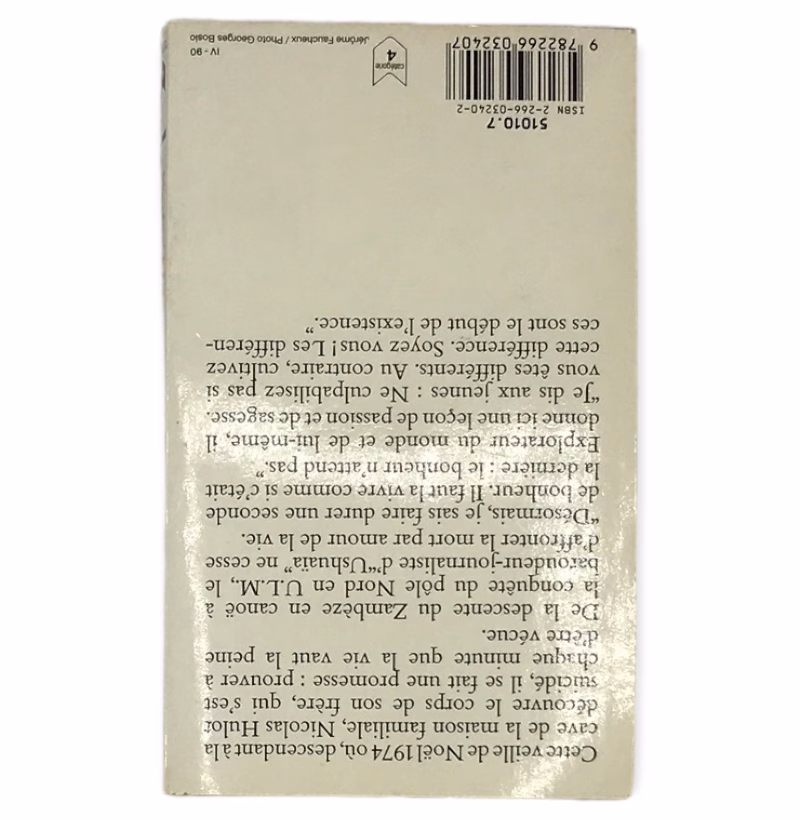 Cette veille de Noël 1974 où, descendant à la
cave de la maison familiale, Nicolas Hulot
découvre le corps de son frère, qui s'est
suicidé, il se fait une promesse : prouver à
chaque minute que la vie vaut la peine
d'être vécue.
De la descente du Zambèze en canoë à
la conquête du pôle Nord en U.L.M., le
baroudeur-journaliste d'“Ushuaïa” ne cesse
d'affronter la mort par amour de la vie.
“Désormais, je sais faire durer une seconde
de bonheur. Il faut la vivre comme si c'était
la dernière : le bonheur n'attend pas.”
Explorateur du monde et de lui-même, il
donne ici une leçon de passion et de sagesse.
“Je dis aux jeunes : Ne culpabilisez pas si
vous êtes différents. Au contraire, cultivez
cette différence. Soyez vous ! Les différen-
ces sont le début de l'existence.”
51010.7
ISBN 2-266-03240-2
9 782266 032407
catégorie
4
IV - 90
Jérôme Faucheux / Photo Georges Bosio